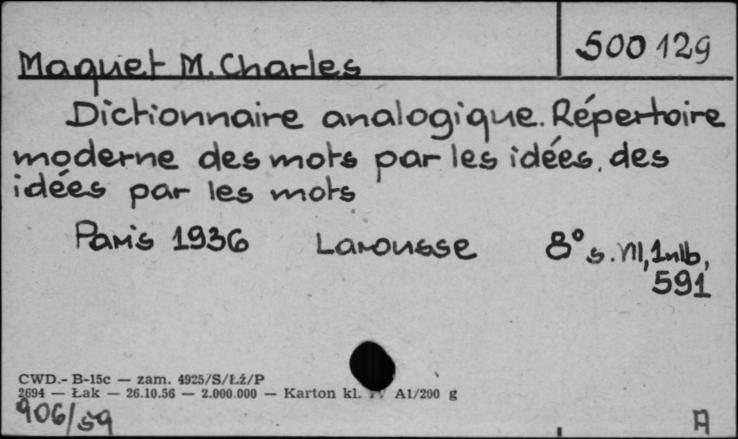 500 129
Maquet M. Charles
Dictionnaire analogique. Répertoire
moderne des mots par les idées, des
idées par les mots
Paris 1936 Larousse 8° s. VII, 1nlb,
591
CWD.- B-15c — zam. 4925/S/Łż/P
2694 — Łak — 26.10.56 — 2.000.000 — Karton kl. IV A1/200 g
906/59
A